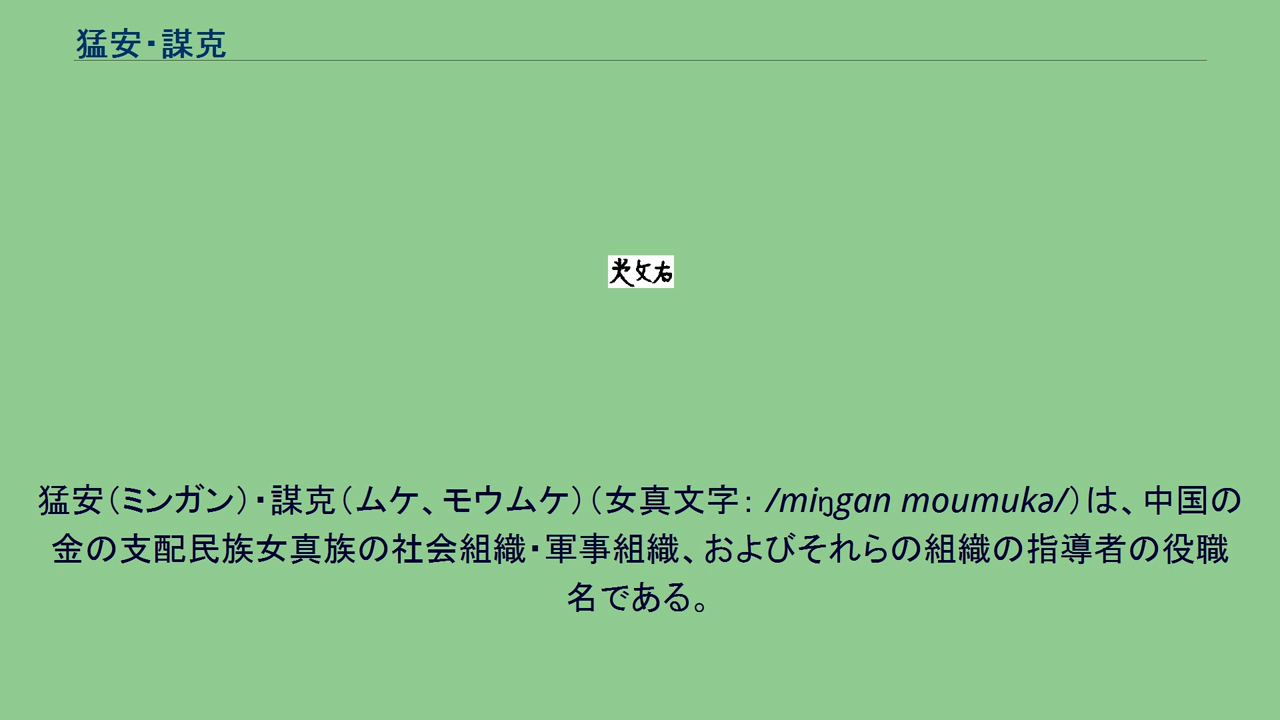 猛安・謀克
猛安（ミンガン）・謀克（ムケ、モウムケ）（女真文字： /miŋgan moumukə/）は、中国の
金の支配民族女真族の社会組織・軍事組織、およびそれらの組織の指導者の役職
名である。